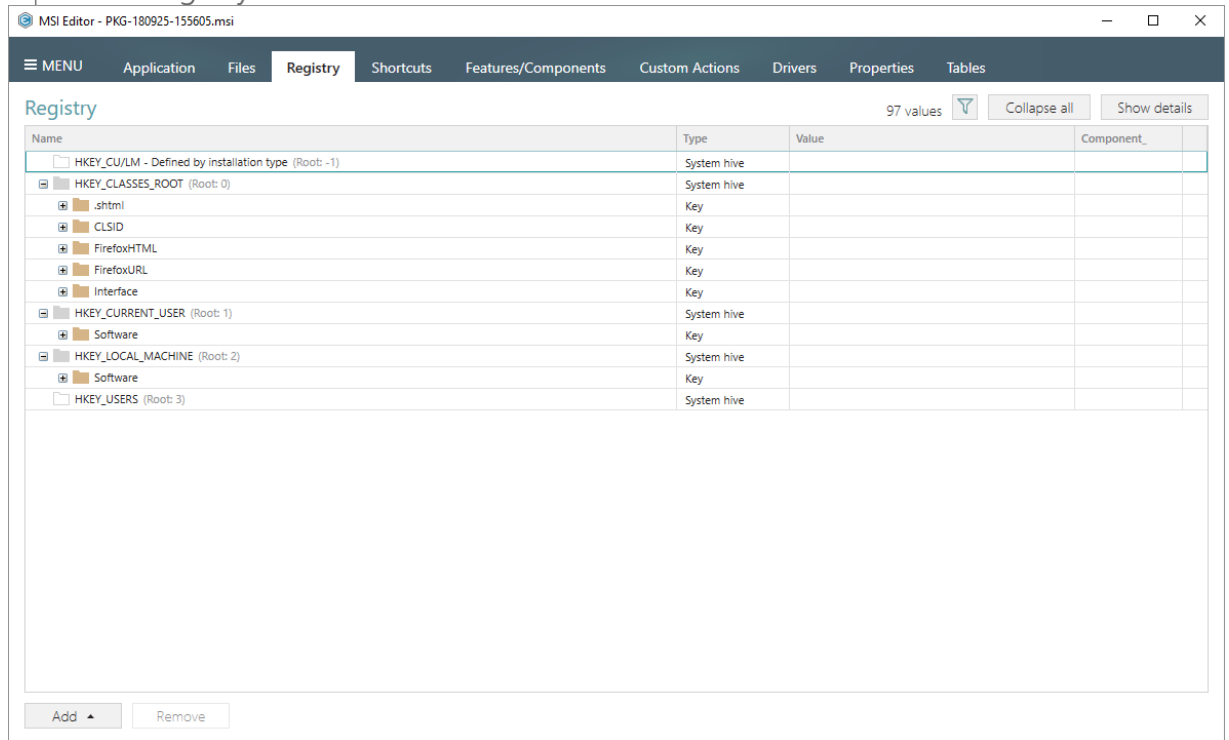 MSI Editor - PKG-180925-155605.msi
MENU Application Files Registry Shortcuts Features/Components Custom Actions Drivers Properties Tables
Registry 97 values Collapse all Show details
Name Type Value Component_
HKEY_CU/LM - Defined by installation type (Root: -1) System hive
HKEY_CLASSES_ROOT (Root: 0) System hive
.shtml Key
CLSID Key
FirefoxHTML Key
FirefoxURL Key
Interface Key
HKEY_CURRENT_USER (Root: 1) System hive
Software Key
HKEY_LOCAL_MACHINE (Root: 2) System hive
Software Key
HKEY_USERS (Root: 3) System hive
Add Remove